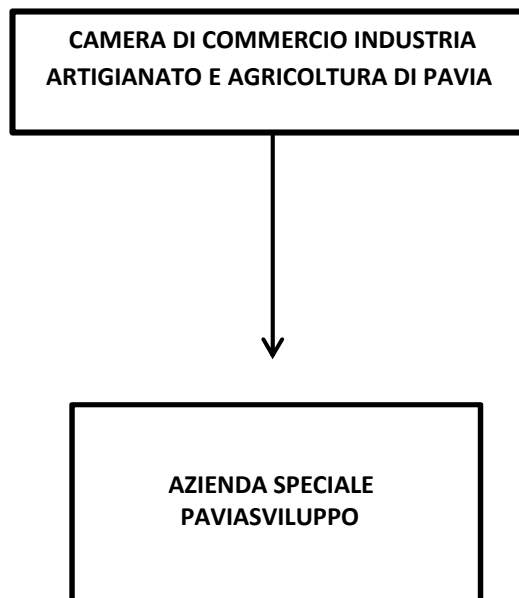 CAMERA DI COMMERCIO INDUSTRIA
ARTIGIANATO E AGRICOLTURA DI PAVIA
AZIENDA SPECIALE
PAVIASVILUPPO